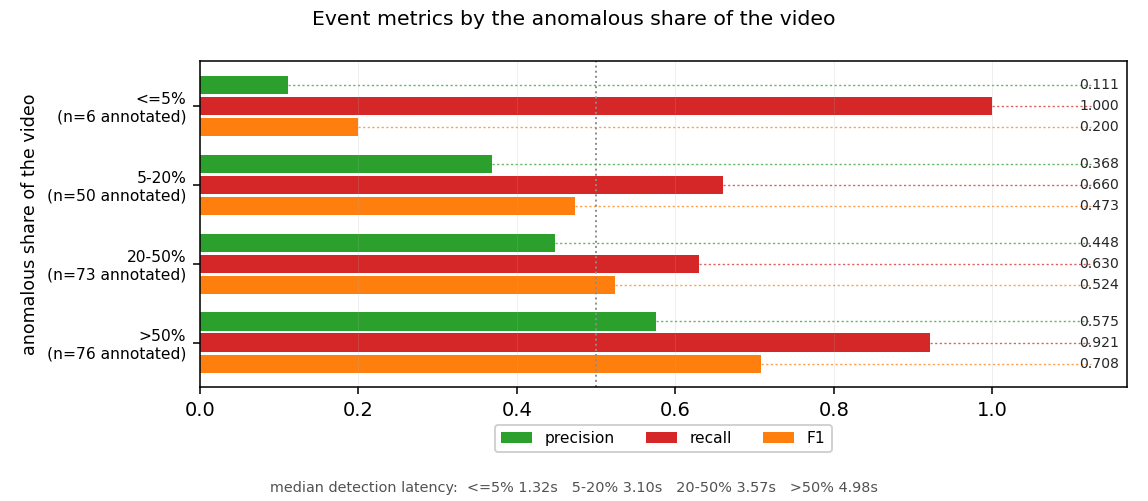 Event metrics by the anomalous share of the video
anomalous share of the video
<=5%
(n=6 annotated)
0.111
1.000
0.200
5-20%
(n=50 annotated)
0.368
0.660
0.473
20-50%
(n=73 annotated)
0.448
0.630
0.524
>50%
(n=76 annotated)
0.575
0.921
0.708
0.0 0.2 0.4 0.6 0.8 1.0
precision recall F1
median detection latency: <=5% 1.32s 5-20% 3.10s 20-50% 3.57s >50% 4.98s